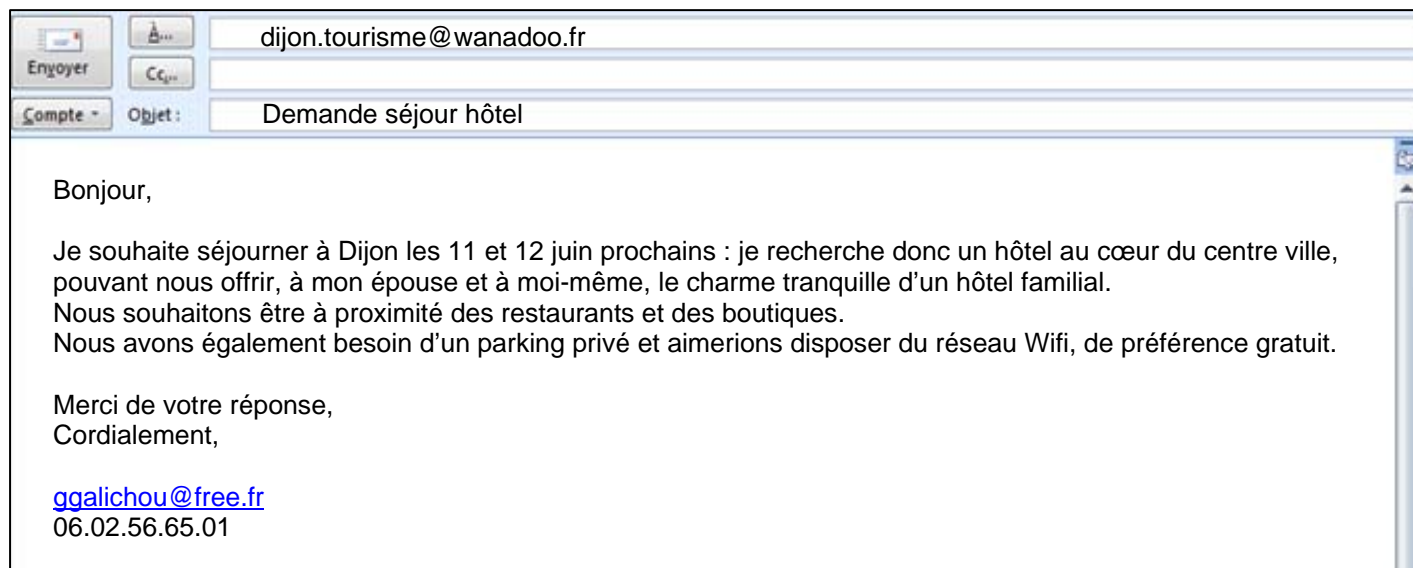 À...
dijon.tourisme@wanadoo.fr
Envoyer
Cc...
Compte
Objet :
Demande séjour hôtel
Bonjour,
Je souhaite séjourner à Dijon les 11 et 12 juin prochains : je recherche donc un hôtel au cœur du centre ville,
pouvant nous offrir, à mon épouse et à moi-même, le charme tranquille d’un hôtel familial.
Nous souhaitons être à proximité des restaurants et des boutiques.
Nous avons également besoin d’un parking privé et aimerions disposer du réseau Wifi, de préférence gratuit.
Merci de votre réponse,
Cordialement,
ggalichou@free.fr
06.02.56.65.01